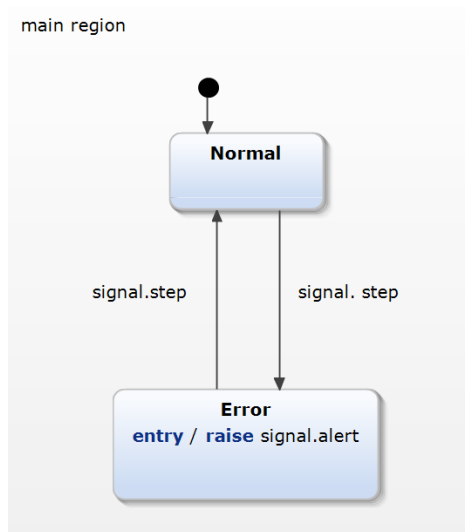 main region
Normal
signal.step
signal. step
Error
entry / raise signal.alert